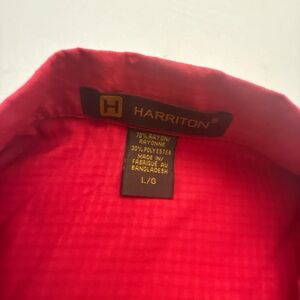 H HARRITON®
70% RAYON/
RAYONNE
30% POLYESTER
MADE IN/
FABRIQUÉ AU
BANGLADESH
L/G